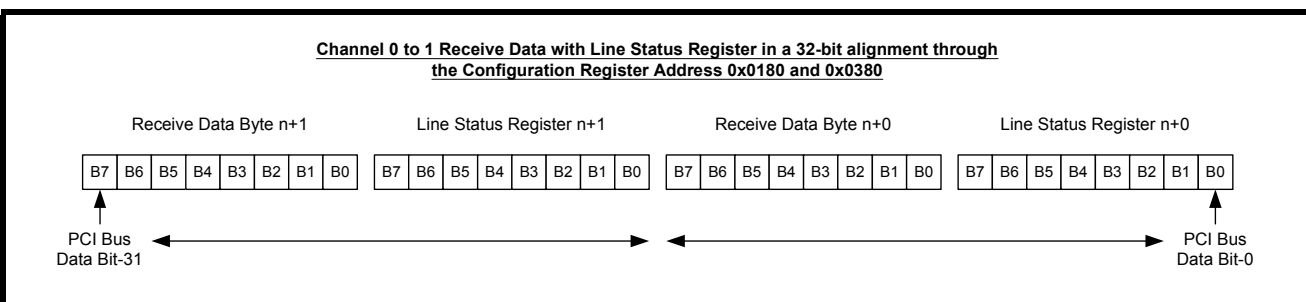 Channel 0 to 1 Receive Data with Line Status Register in a 32-bit alignment through
the Configuration Register Address 0x0180 and 0x0380
Receive Data Byte n+1 Line Status Register n+1 Receive Data Byte n+0 Line Status Register n+0
B7 B6 B5 B4 B3 B2 B1 B0 B7 B6 B5 B4 B3 B2 B1 B0 B7 B6 B5 B4 B3 B2 B1 B0 B7 B6 B5 B4 B3 B2 B1 B0
PCI Bus PCI Bus
Data Bit-31 Data Bit-0